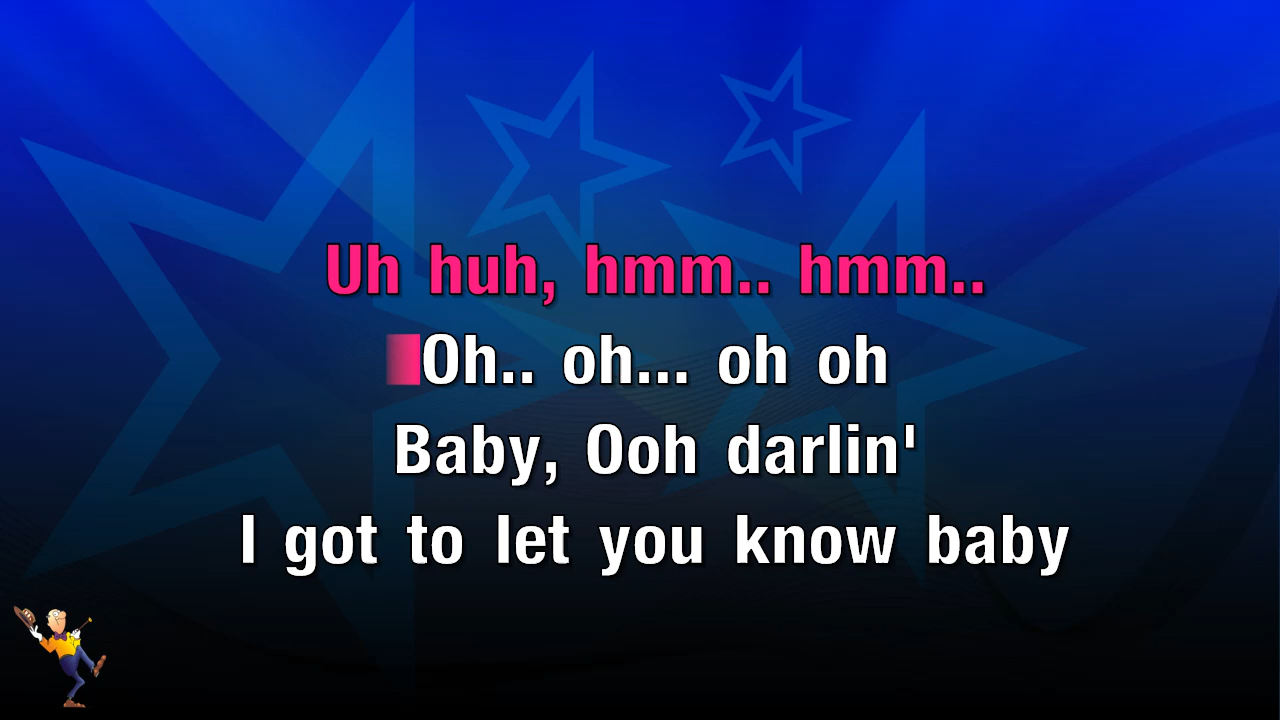 Uh huh, hmm.. hmm..
Oh.. oh... oh oh
Baby, Ooh darlin'
I got to let you know baby